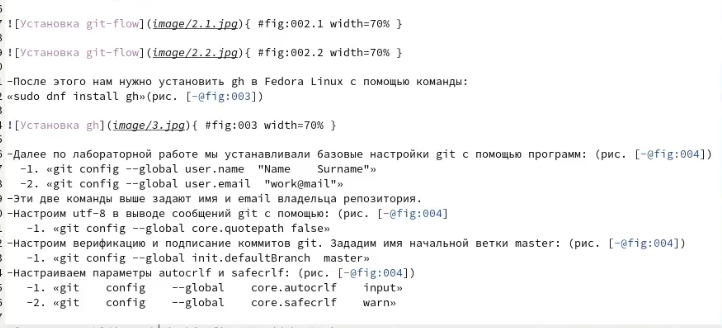 ![Установка git-flow](image/2.1.jpg){ #fig:002.1 width=70% }
![Установка git-flow](image/2.2.jpg){ #fig:002.2 width=70% }
-После этого нам нужно установить gh в Fedora Linux с помощью команды:
«sudo dnf install gh»(рис. [-@fig:003])
![Установка gh](image/3.jpg){ #fig:003 width=70% }
-Далее по лабораторной работе мы устанавливали базовые настройки git с помощью программ: (рис. [-@fig:004])
-1. «git config --global user.name "Name Surname"»
-2. «git config --global user.email "work@mail"»
-Эти две команды выше задают имя и email владельца репозитория.
-Настроим utf-8 в выводе сообщений git с помощью: (рис. [-@fig:004]
-1. «git config --global core.quotepath false»
-Настроим верификацию и подписание коммитов git. Зададим имя начальной ветки master: (рис. [-@fig:004])
-1. «git config --global init.defaultBranch master»
-Настраиваем параметры autocrlf и safecrlf: (рис. [-@fig:004])
-1. «git config --global core.autocrlf input»
-2. «git config --global core.safecrlf warn»